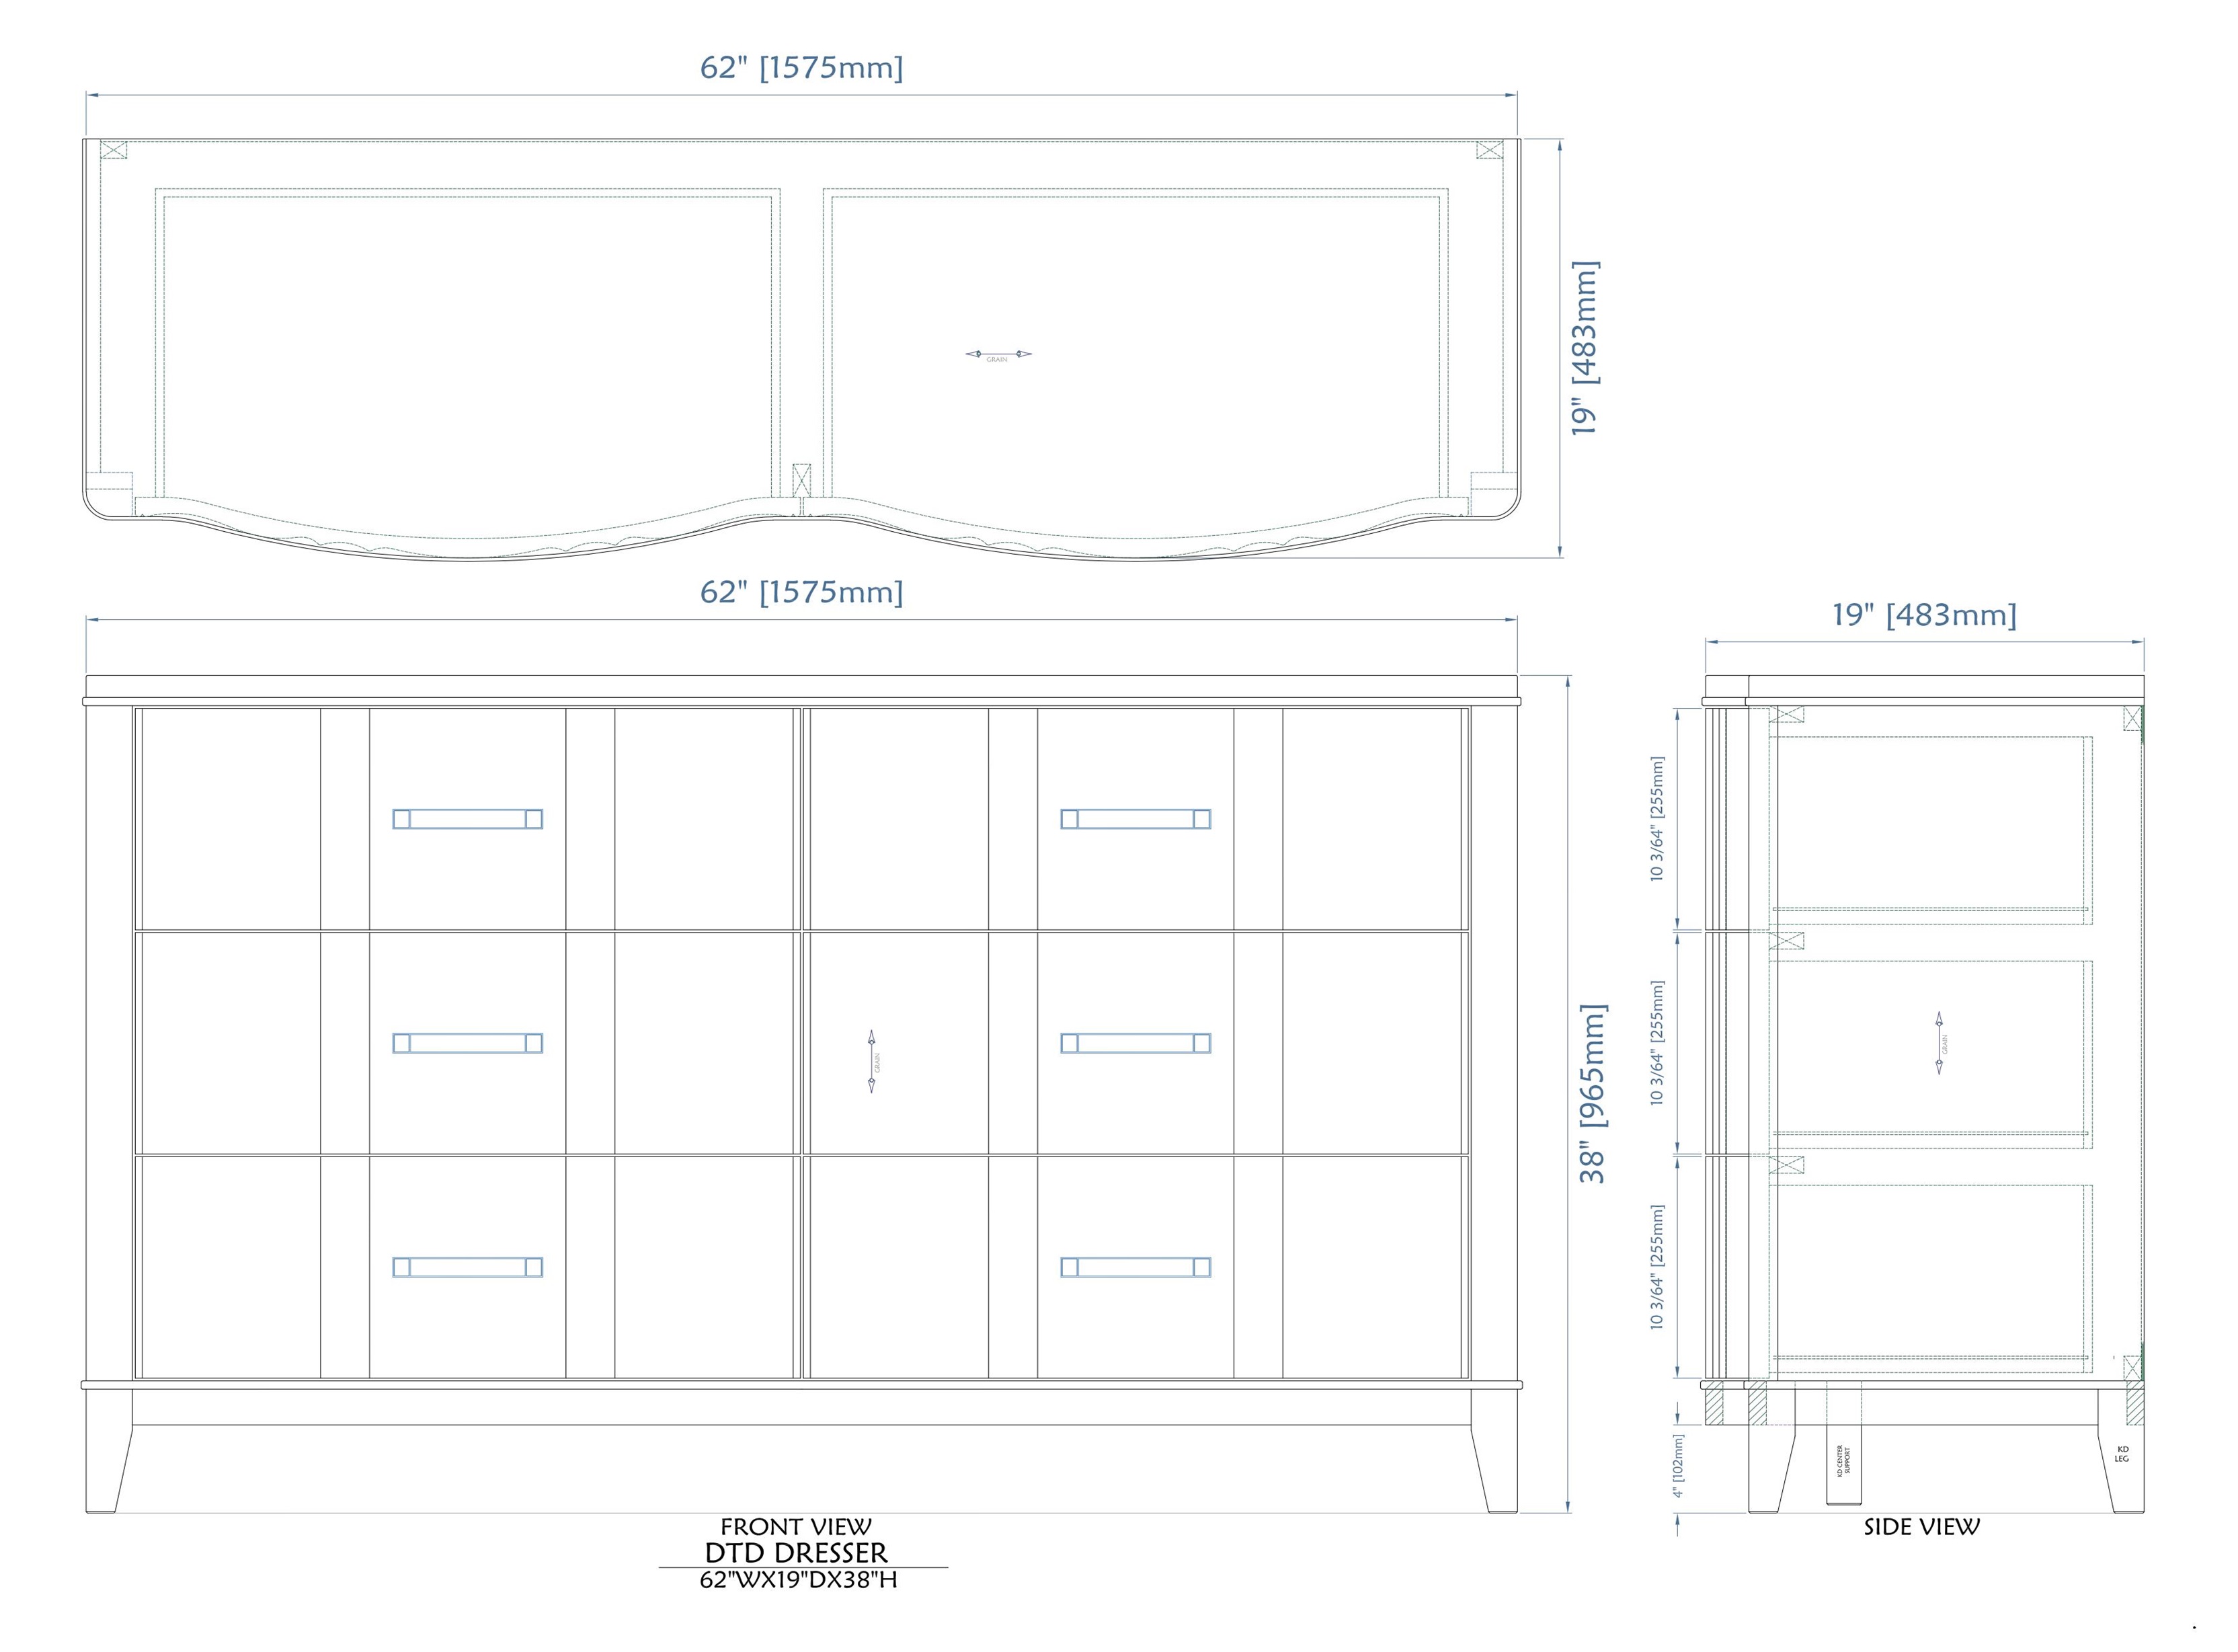 62" [1575mm]
19" [483mm]
GRAIN
62" [1575mm]
19" [483mm]
10 3/64" [255mm]
10 3/64" [255mm]
10 3/64" [255mm]
38" [965mm]
GRAIN
GRAIN
4" [102mm]
KD CENTER
SUPPORT
KD
LEG
FRONT VIEW
DTD DRESSER
62"WX19"DX38"H
SIDE VIEW